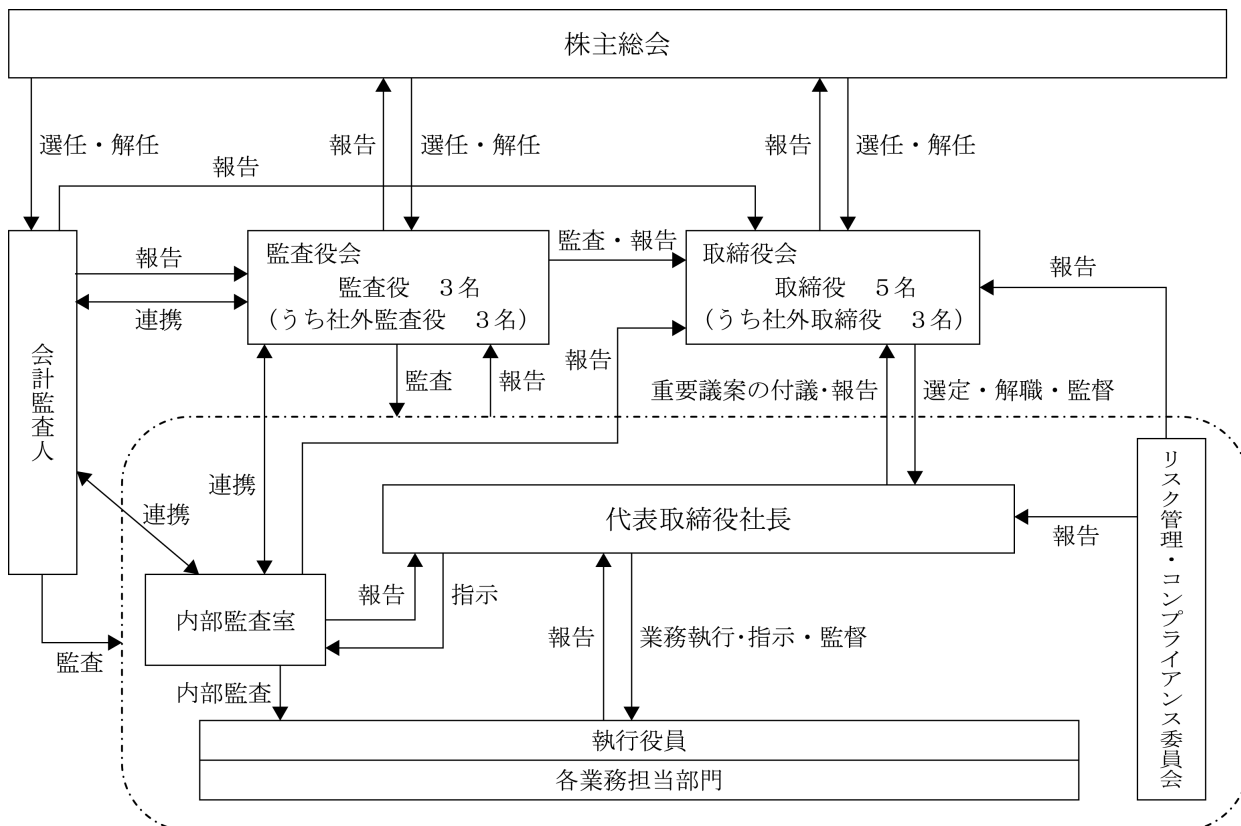 株主総会
選任・解任
報告
選任・解任
報告
選任・解任
報告
監査役会
監査役　3名
(うち社外監査役　3名)
監査・報告
取締役会
取締役　5名
(うち社外取締役　3名)
報告
報告
連携
会計監査人
監査
報告
報告
重要議案の付議・報告
選定・解職・監督
連携
連携
代表取締役社長
報告
リスク管理・コンプライアンス委員会
内部監査室
報告
指示
報告
業務執行・指示・監督
監査
内部監査
執行役員
各業務担当部門